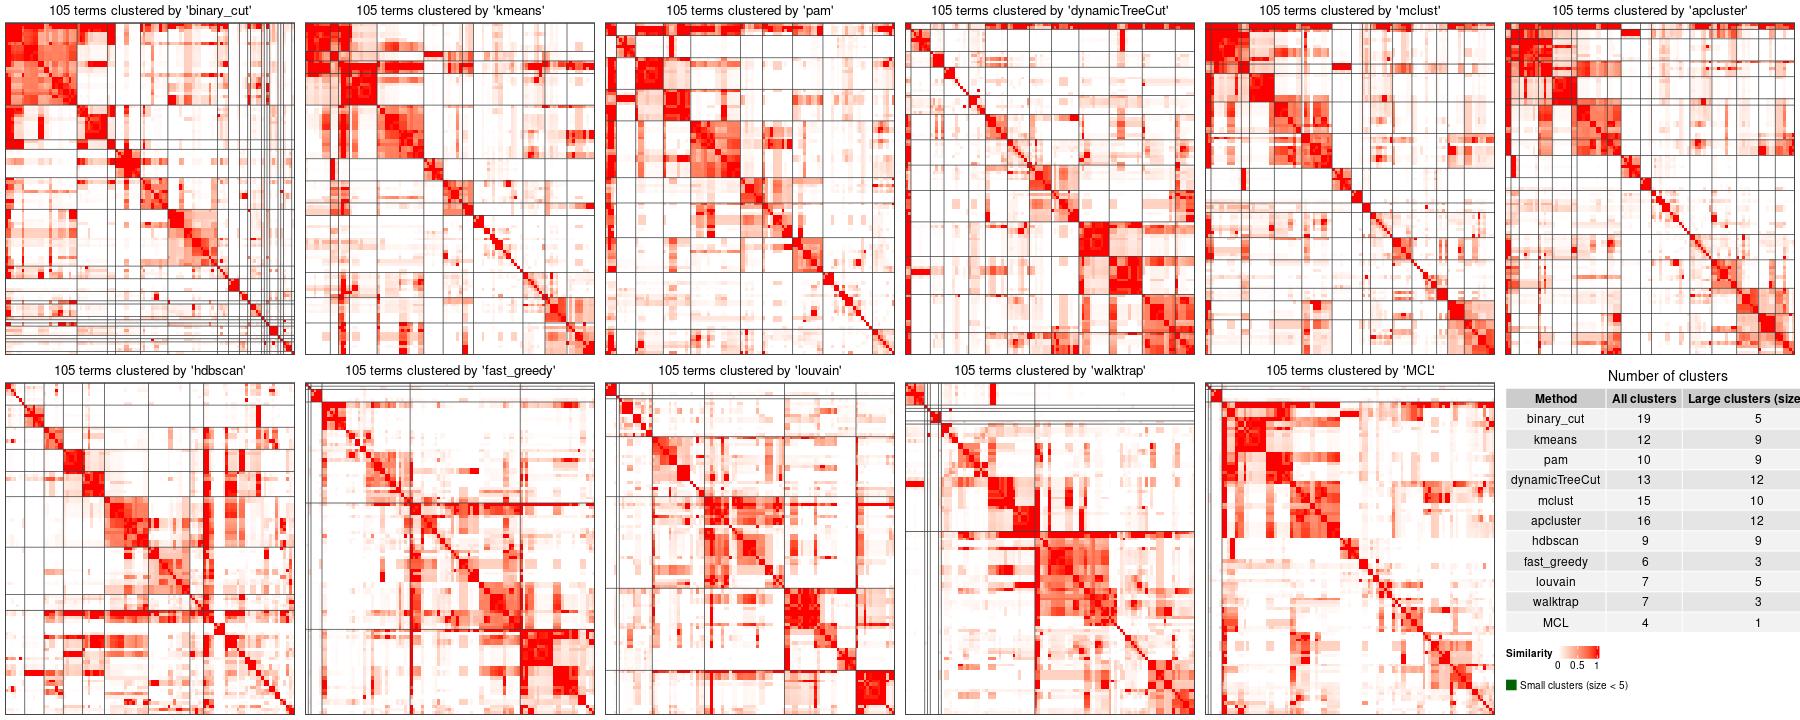 105 terms clustered by 'binary_cut'
105 terms clustered by 'kmeans'
105 terms clustered by 'pam'
105 terms clustered by 'dynamicTreeCut'
105 terms clustered by 'mclust'
105 terms clustered by 'apcluster'
105 terms clustered by 'hdbscan'
105 terms clustered by 'fast_greedy'
105 terms clustered by 'louvain'
105 terms clustered by 'walktrap'
105 terms clustered by 'MCL'
Number of clusters
Method All clusters Large clusters (size
binary_cut 19 5
kmeans 12 9
pam 10 9
dynamicTreeCut 13 12
mclust 15 10
apcluster 16 12
hdbscan 9 9
fast_greedy 6 3
louvain 7 5
walktrap 7 3
MCL 4 1
Similarity
0 0.5 1
Small clusters (size < 5)